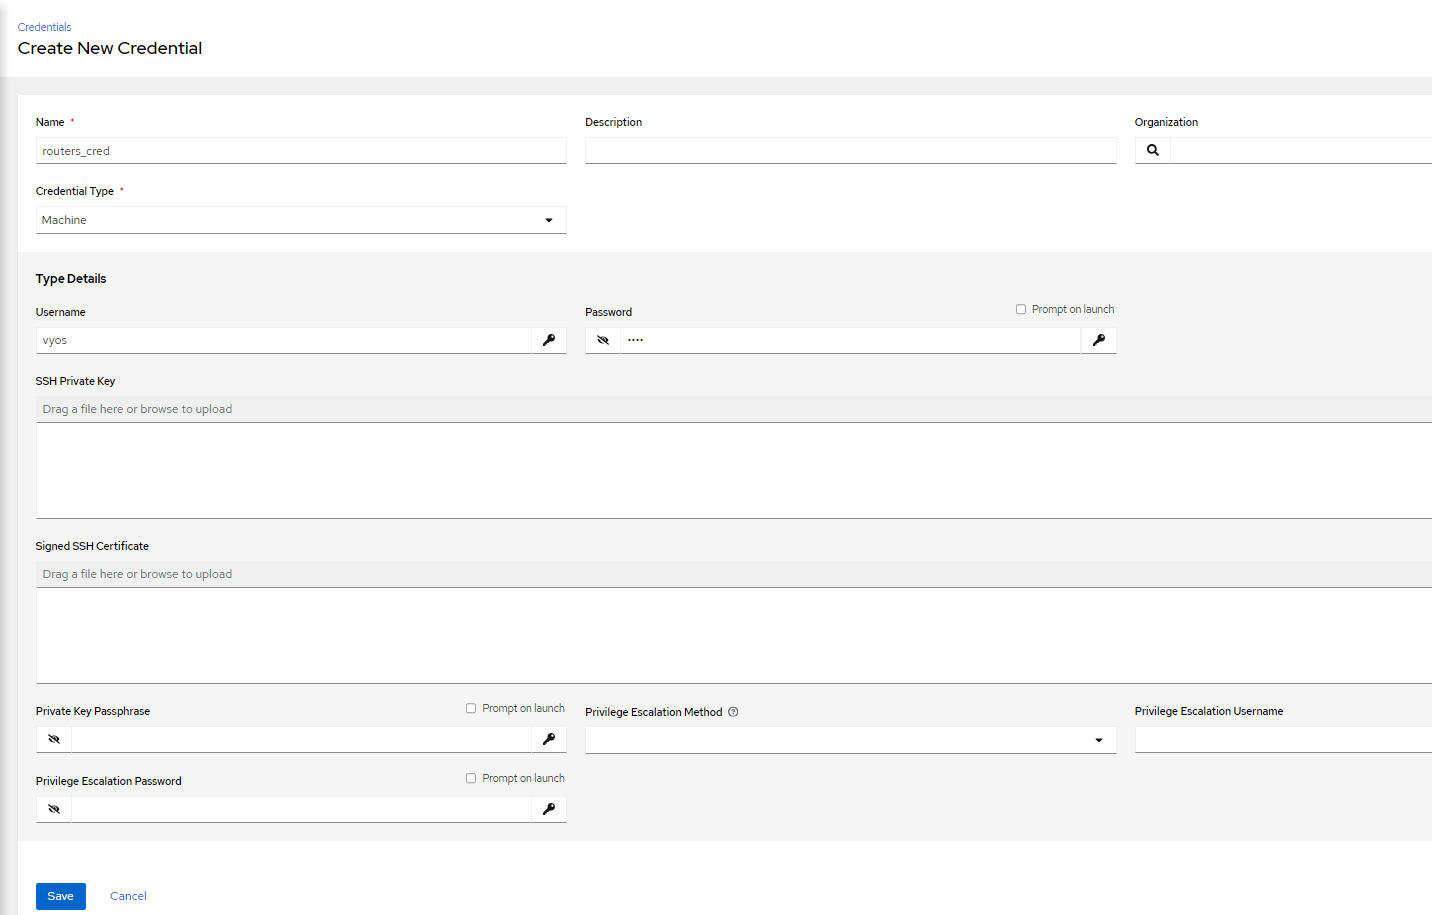 Credentials
Create New Credential
Name *
Description
Organization
routers_cred
Credential Type *
Machine
Type Details
Username
Password
Prompt on launch
vyos
····
SSH Private Key
Drag a file here or browse to upload
Signed SSH Certificate
Drag a file here or browse to upload
Private Key Passphrase
Prompt on launch
Privilege Escalation Method
Privilege Escalation Username
Privilege Escalation Password
Prompt on launch
Save
Cancel